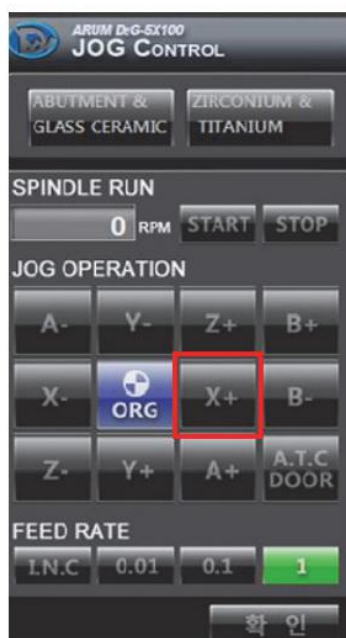 ARUM DεG-5X100
JOG CONTROL
ABUTMENT & GLASS CERAMIC
ZIRCONIUM & TITANIUM
SPINDLE RUN
0 RPM START STOP
JOG OPERATION
A- Y- Z+ B+
X- ORG X+ B-
Z- Y+ A+ A.T.C DOOR
FEED RATE
I.N.C 0.01 0.1 1
확 인